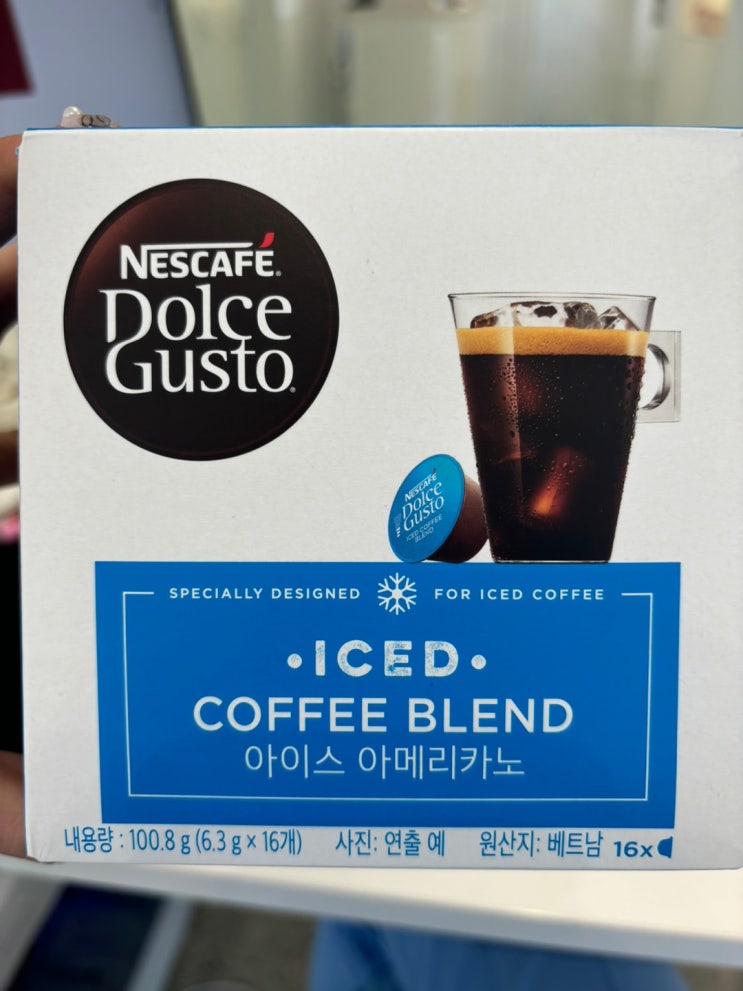 NESCAFÉ
Dolce
Gusto
NESCAFÉ
Dolce
Gusto
ICED COFFEE
BLEND
SPECIALLY DESIGNED FOR ICED COFFEE
•ICED•
COFFEE BLEND
아이스 아메리카노
내용량 : 100.8 g (6.3 g × 16개) 사진: 연출 예 원산지: 베트남 16x